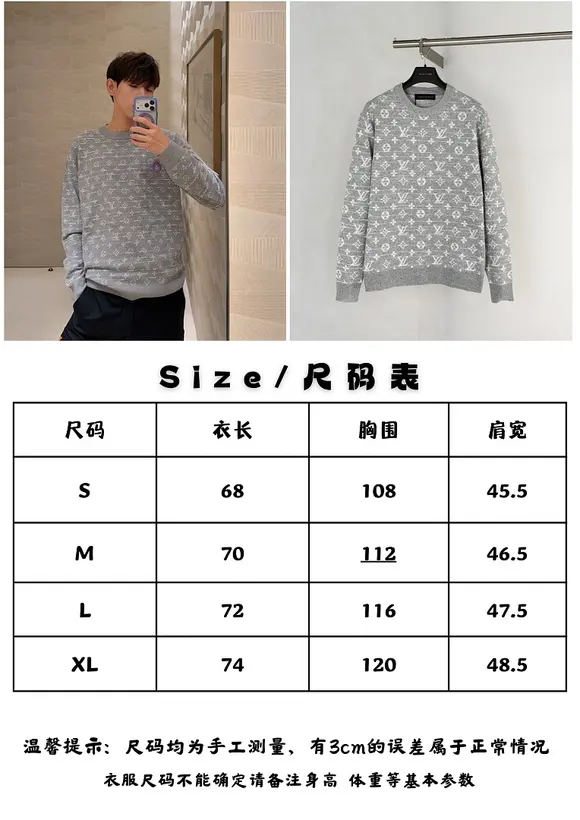 Size/尺码表
尺码 衣长 胸围 肩宽
S 68 108 45.5
M 70 112 46.5
L 72 116 47.5
XL 74 120 48.5
温馨提示：尺码均为手工测量、有3cm的误差属于正常情况
衣服尺码不能确定请备注身高 体重等基本参数